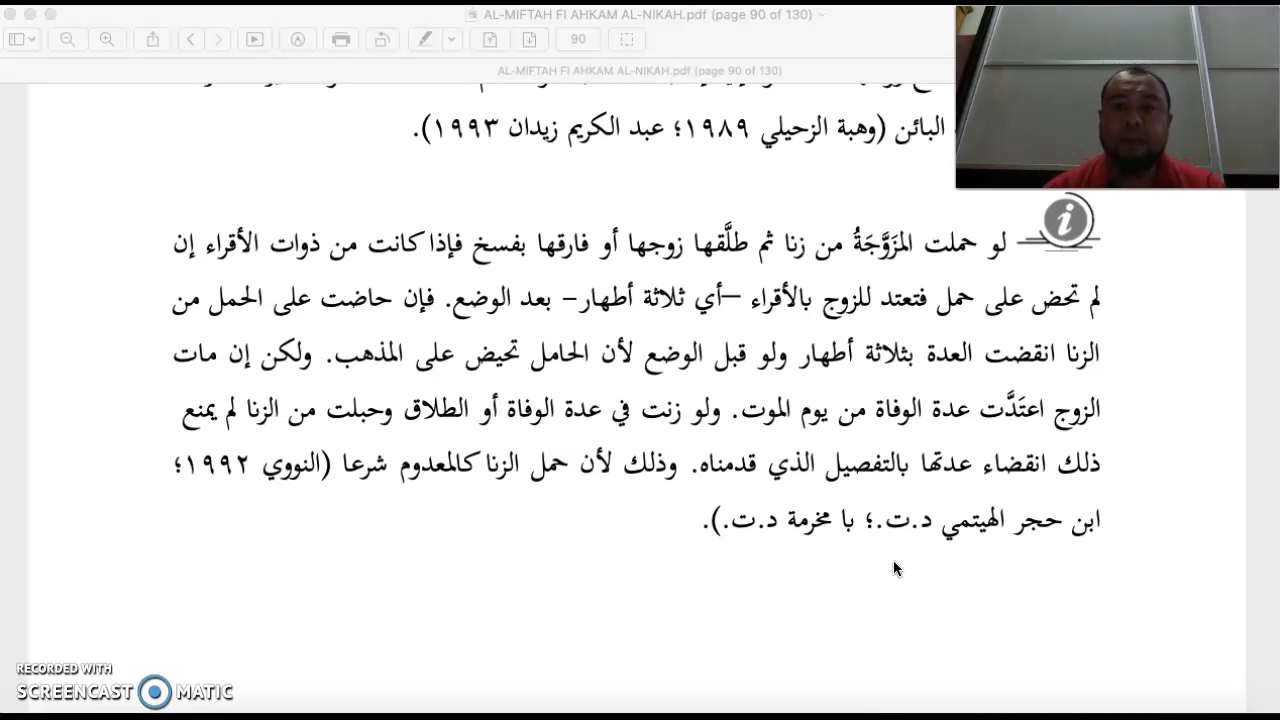 AL-MIFTAH FI AHKAM AL-NIKAH.pdf (page 90 of 130)
90
AL-MIFTAH FI AHKAM AL-NIKAH.pdf (page 90 of 130)
البائن (وهبة الزحيلي ١٩٨٩؛ عبد الكريم زيدان ١٩٩٣).
لو حملت المزَوَّجَةُ من زنا ثم طلَّقها زوجها أو فارقها بفسخ فإذا كانت من ذوات الأقراء إن
لم تحض على حمل فتعتد للزوج بالأقراء –أي ثلاثة أطهار– بعد الوضع. فإن حاضت على الحمل من
الزنا انقضت العدة بثلاثة أطهار ولو قبل الوضع لأن الحامل تحيض على المذهب. ولكن إن مات
الزوج اعتَدَّت عدة الوفاة من يوم الموت. ولو زنت في عدة الوفاة أو الطلاق وحبلت من الزنا لم يمنع
ذلك انقضاء عدتها بالتفصيل الذي قدمناه. وذلك لأن حمل الزنا كالمعدوم شرعا (النووي ١٩٩٢؛
ابن حجر الهيتمي د.ت.؛ با مخرمة د.ت.).
RECORDED WITH
SCREENCAST MATIC